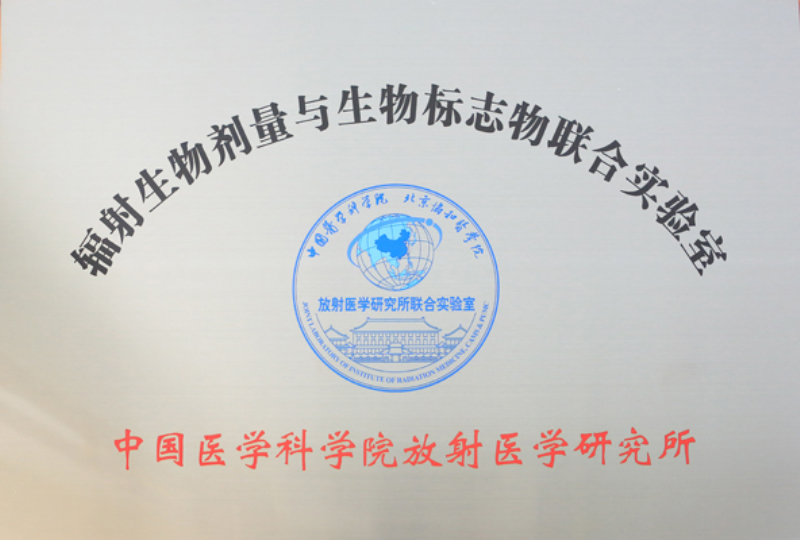 辐射生物剂量与生物标志物联合实验室
中国医学科学院 北京协和医学院
放射医学研究所联合实验室
JOINT LABORATORY OF INSTITUTE OF RADIATION MEDICINE, CAMS & PUMC
中国医学科学院放射医学研究所